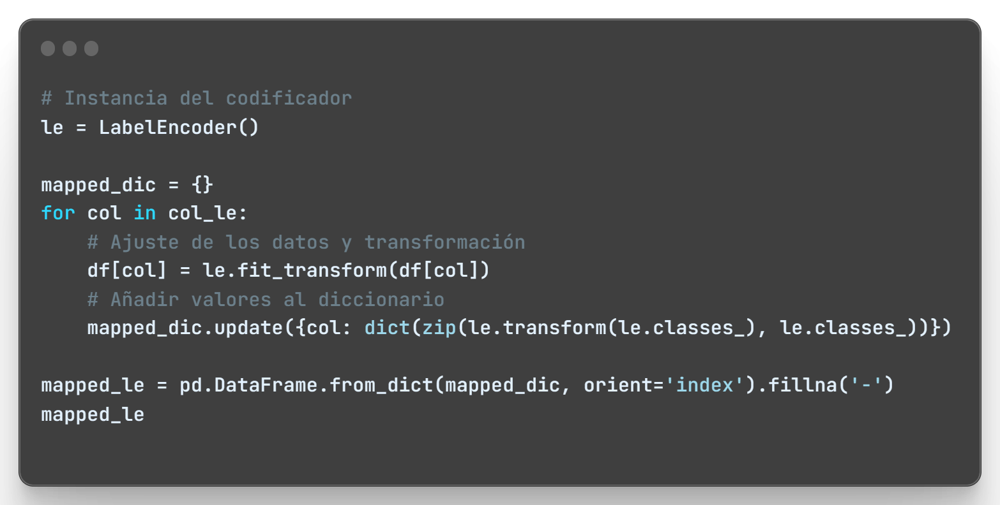 # Instancia del codificador
le = LabelEncoder()

mapped_dic = {}
for col in col_le:
    # Ajuste de los datos y transformación
    df[col] = le.fit_transform(df[col])
    # Añadir valores al diccionario
    mapped_dic.update({col: dict(zip(le.transform(le.classes_), le.classes_))})

mapped_le = pd.DataFrame.from_dict(mapped_dic, orient='index').fillna('-')
mapped_le